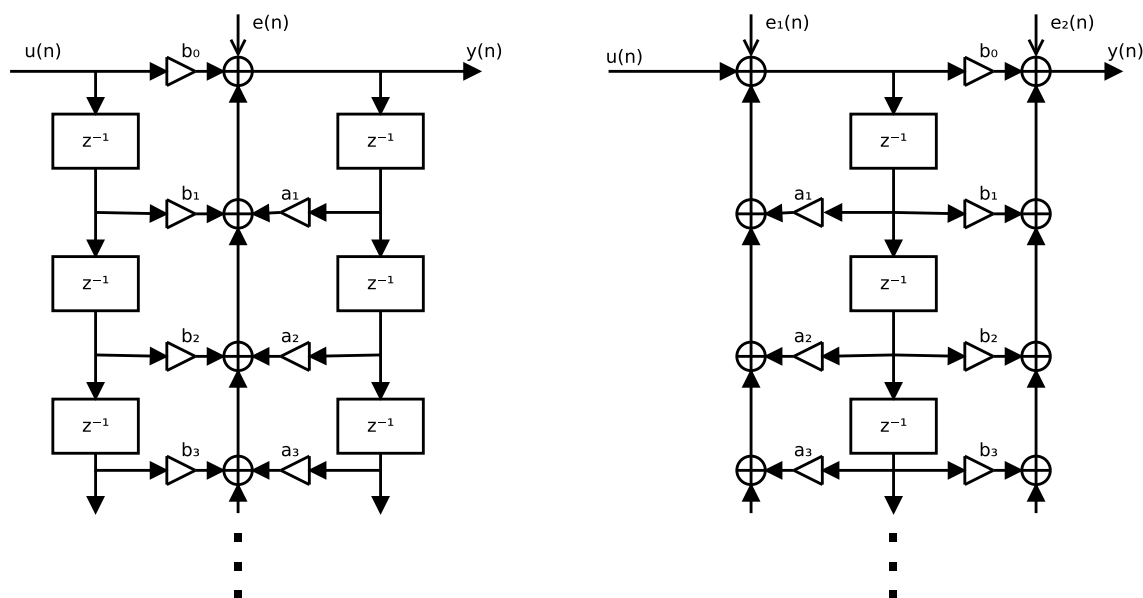 e(n)
u(n) b₀ y(n)
z⁻¹ z⁻¹
b₁ a₁
z⁻¹ z⁻¹
b₂ a₂
z⁻¹ z⁻¹
b₃ a₃
e₁(n) e₂(n)
u(n) b₀ y(n)
z⁻¹
a₁ b₁
z⁻¹
a₂ b₂
z⁻¹
a₃ b₃